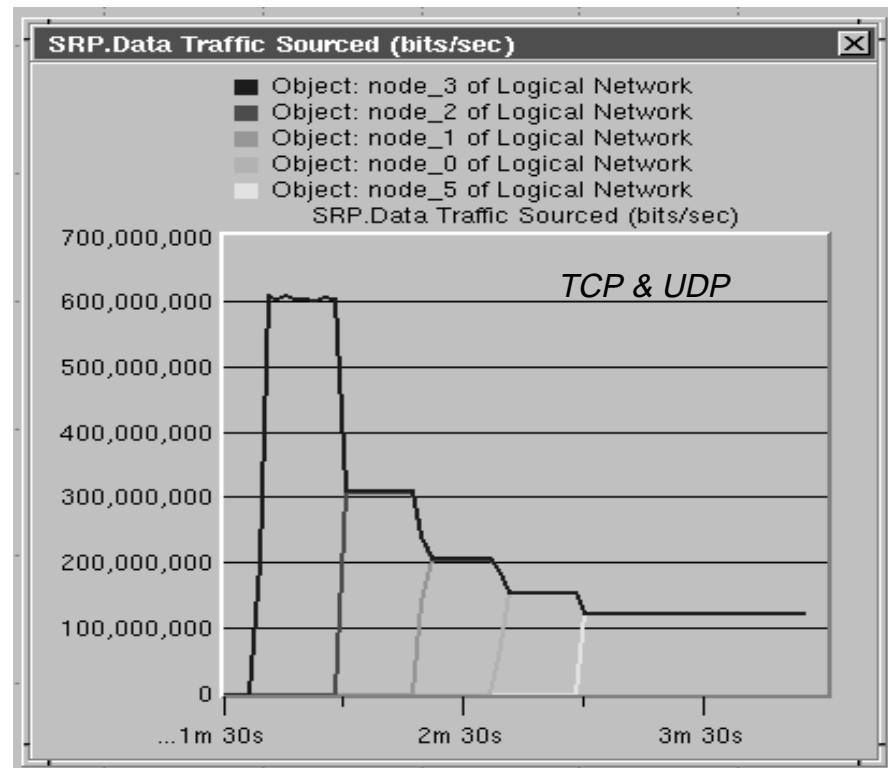 SRP.Data Traffic Sourced (bits/sec)
Object: node_3 of Logical Network
Object: node_2 of Logical Network
Object: node_1 of Logical Network
Object: node_0 of Logical Network
Object: node_5 of Logical Network
SRP.Data Traffic Sourced (bits/sec)
700,000,000
TCP & UDP
600,000,000
500,000,000
400,000,000
300,000,000
200,000,000
100,000,000
0
...1m 30s 2m 30s 3m 30s